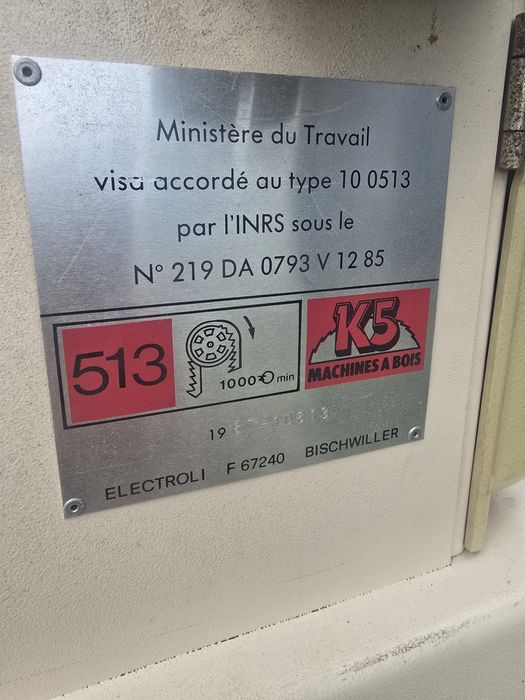 Ministère du Travail
visa accordé au type 10 0513
par l'INRS sous le
N° 219 DA 0793 V 12 85
513
1000 min
K5
MACHINES A BOIS
19
ELECTROLI F 67240 BISCHWILLER